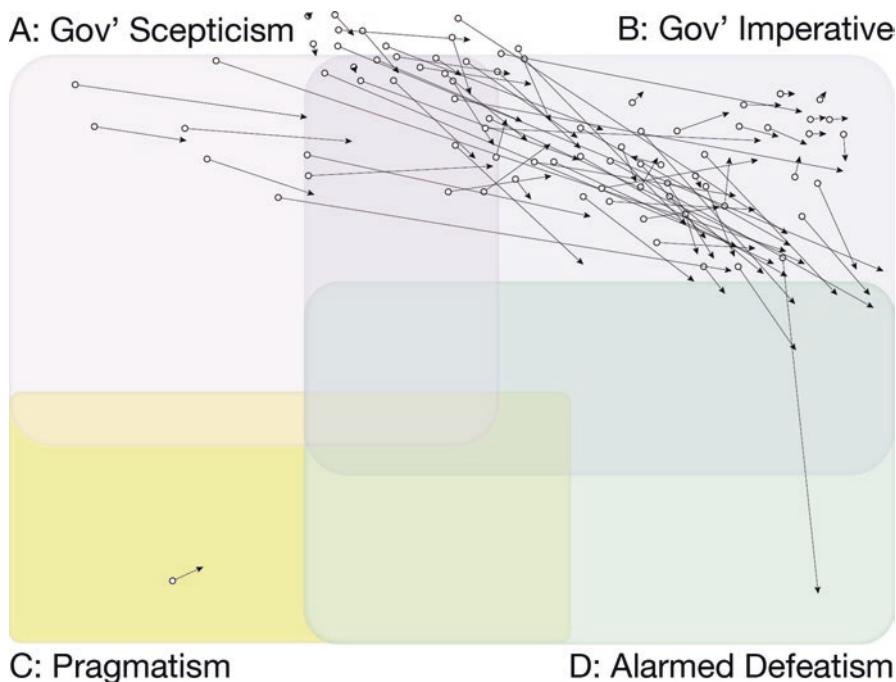 A: Gov’ Scepticism
B: Gov’ Imperative
C: Pragmatism
D: Alarmed Defeatism